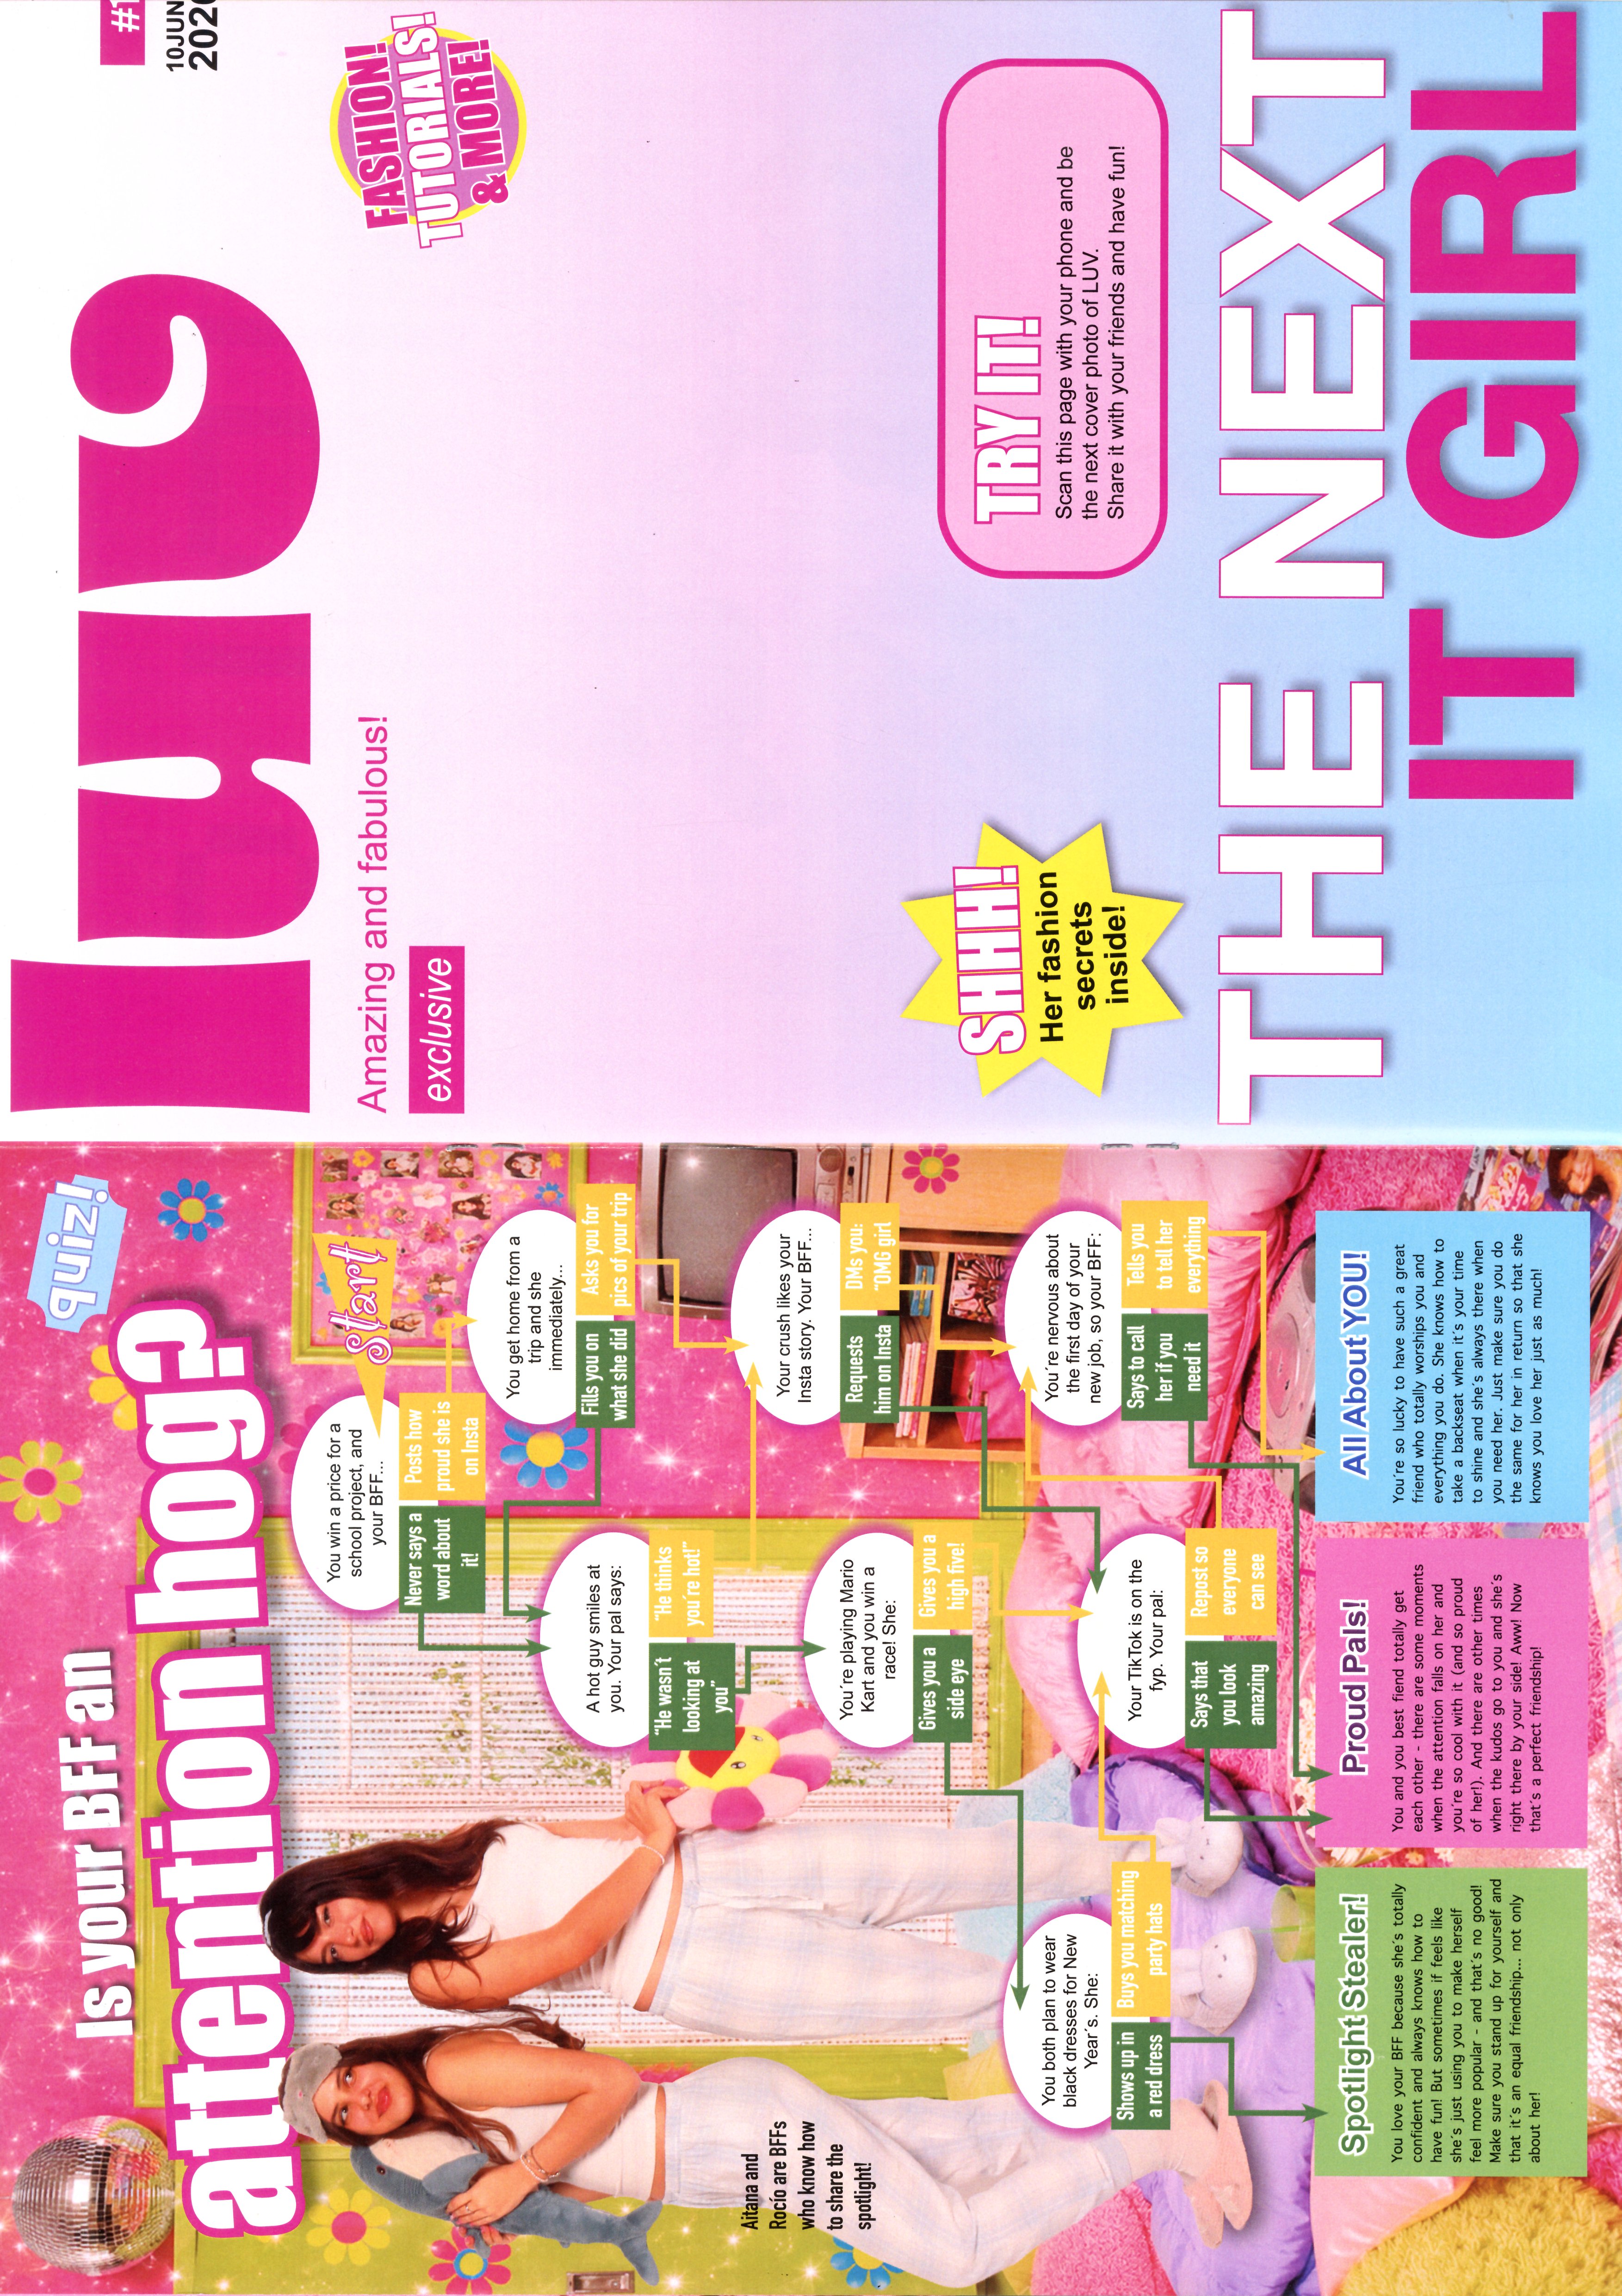 Is your BFF an
attention hog?
quiz!
start
You win a price for a
school project, and
your BFF...
Never says a
word about
it!
Posts how
proud she is
on Insta
You get home from a
trip and she
immediately...
Fills you on
what she did
Asks you for
pics of your trip
A hot guy smiles at
you. Your pal says:
“He wasn´t
looking at
you”
“He thinks
you´re hot!”
Your crush likes your
Insta story. Your BFF...
Requests
him on Insta
DMs you:
“OMG girl
You´re playing Mario
Kart and you win a
race! She:
Gives you a
side eye
Gives you a
high five!
You both plan to wear
black dresses for New
Year´s. She:
Shows up in
a red dress
Buys you matching
party hats
Your TikTok is on the
fyp. Your pal:
Says that
you look
amazing
Repost so
everyone
can see
You´re nervous about
the first day of your
new job, so your BFF:
Says to call
her if you
need it
Tells you
to tell her
everything
Aitana and
Rocío are BFFs
who know how
to share the
spotlight!
Spotlight Stealer!
You love your BFF because she´s totally
confident and always knows how to
have fun! But sometimes if feels like
she´s just using you to make herself
feel more popular - and that´s no good!
Make sure you stand up for yourself and
that it´s an equal friendship... not only
about her!
Proud Pals!
You and you best fiend totally get
each other - there are some moments
when the attention falls on her and
you´re so cool with it (and so proud
of her!). And there are other times
when the kudos go to you and she´s
right there by your side! Aww! Now
that´s a perfect friendship!
All About YOU!
You´re so lucky to have such a great
friend who totally worships you and
everything you do. She knows how to
take a backseat when it´s your time
to shine and she´s always there when
you need her. Just make sure you do
the same for her in return so that she
knows you love her just as much!
luv
#1
10JUN
202
Amazing and fabulous!
exclusive
FASHION!
TUTORIALS!
& MORE!
SHHH!
Her fashion
secrets
inside!
TRY IT!
Scan this page with your phone and be
the next cover photo of LUV.
Share it with your friends and have fun!
THE NEXT
IT GIRL